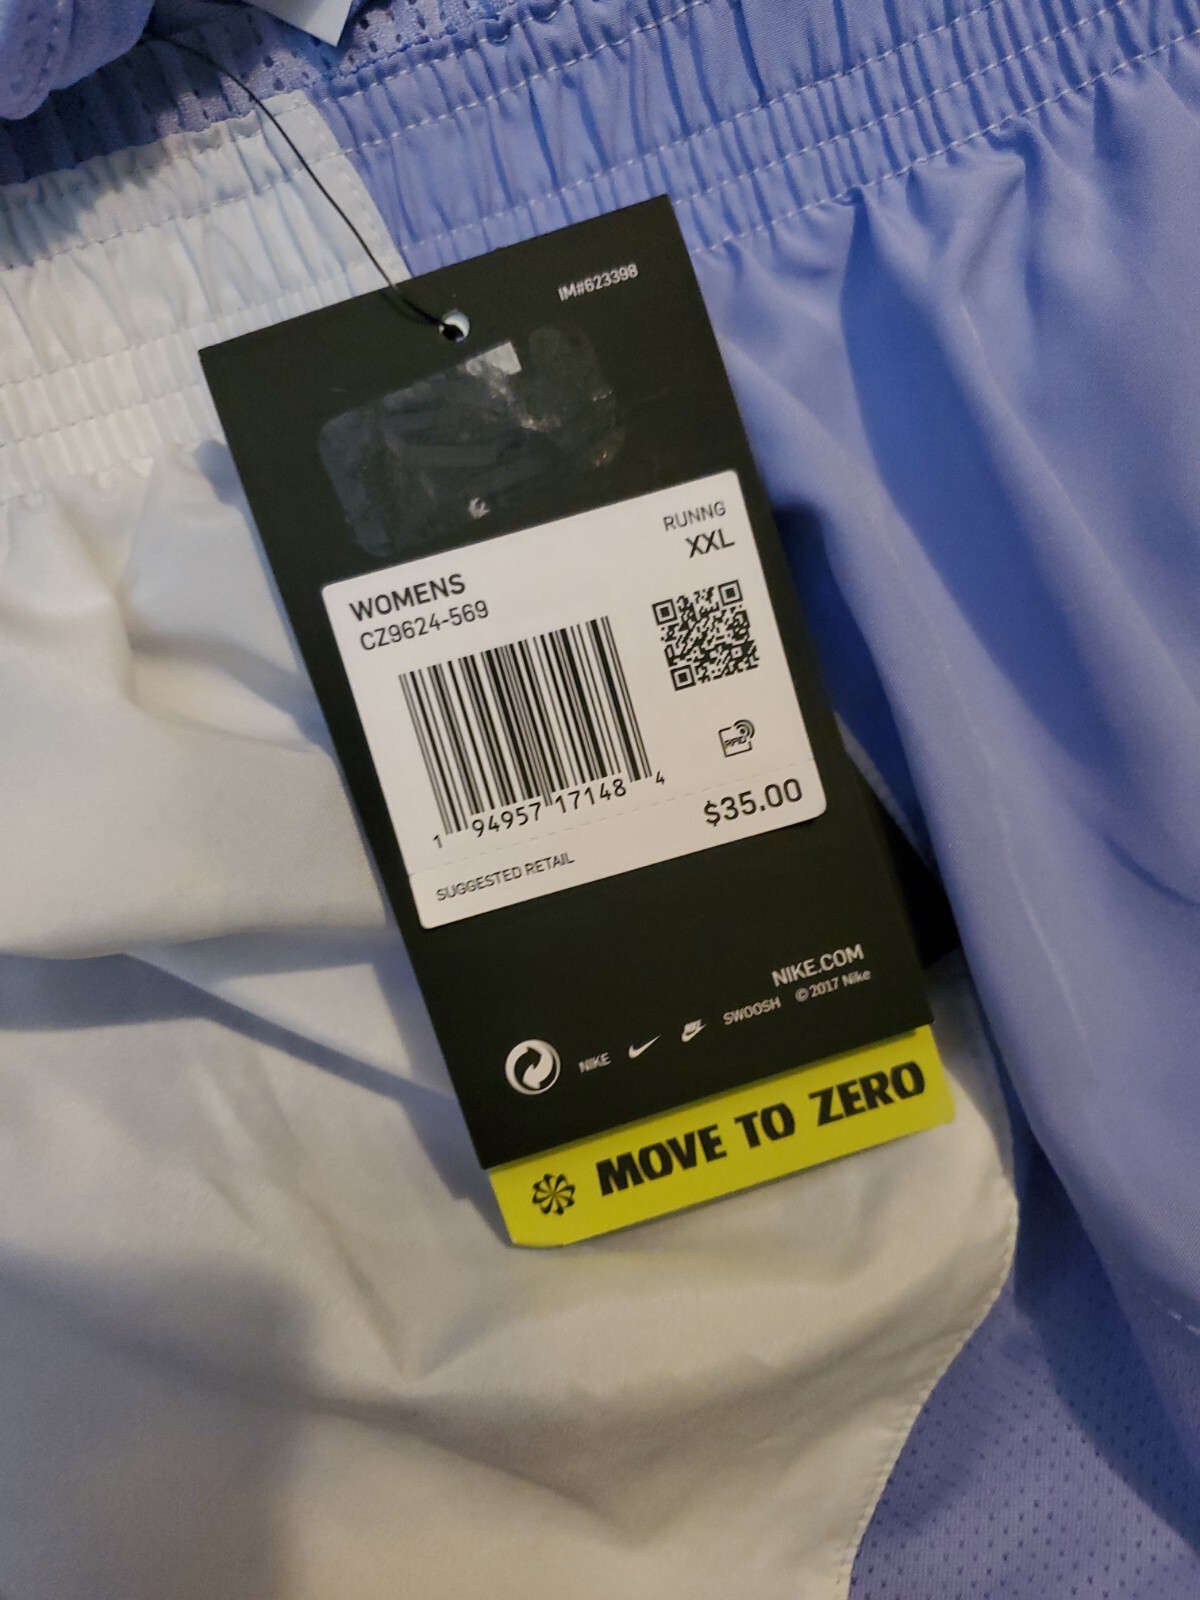 IM#623398
RUNNG
XXL
WOMENS
CZ9624-569
RFID
1 94957 17148 4
$35.00
SUGGESTED RETAIL
NIKE.COM
NIKE SWOOSH © 2017 Nike
MOVE TO ZERO